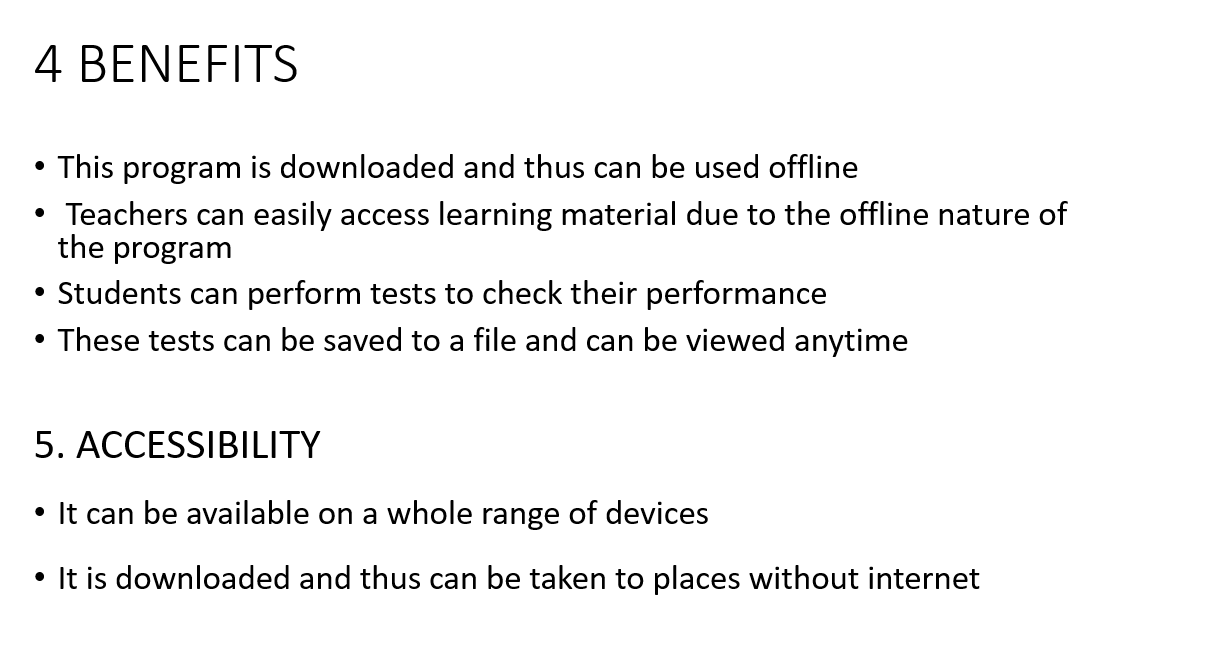 4 BENEFITS
• This program is downloaded and thus can be used offline
• Teachers can easily access learning material due to the offline nature of
the program
• Students can perform tests to check their performance
• These tests can be saved to a file and can be viewed anytime
5. ACCESSIBILITY
• It can be available on a whole range of devices
• It is downloaded and thus can be taken to places without internet